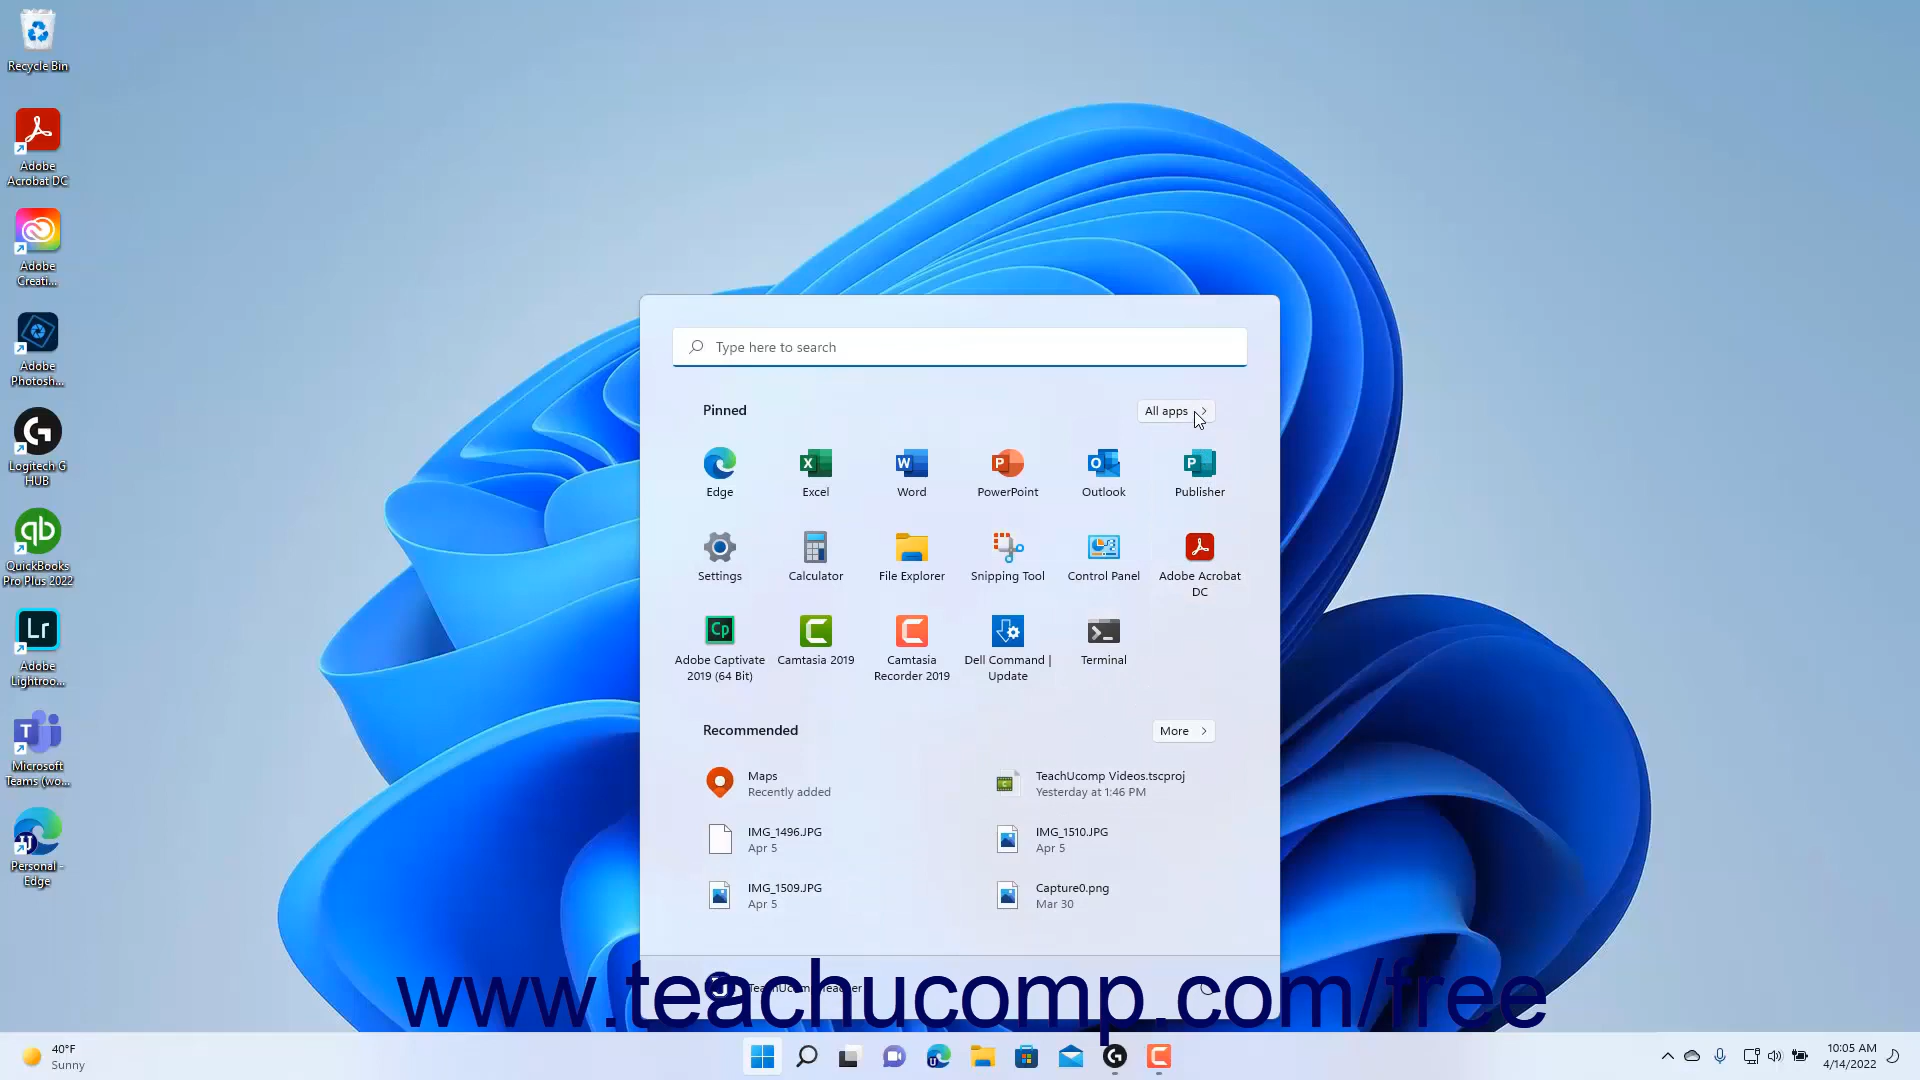 Recycle Bin
Adobe
Acrobat DC
Adobe
Creati...
Adobe
Photosh...
Logitech G
HUB
QuickBooks
Pro Plus 2022
Lr
Adobe
Lightroo...
Microsoft
Teams (wo...
Personal -
Edge
Type here to search
Pinned
All apps
Edge
Excel
Word
PowerPoint
Outlook
Publisher
Settings
Calculator
File Explorer
Snipping Tool
Control Panel
Adobe Acrobat
DC
Adobe Captivate
2019 (64 Bit)
Camtasia 2019
Camtasia
Recorder 2019
Dell Command |
Update
Terminal
Recommended
More
Maps
Recently added
TeachUcomp Videos.tscproj
Yesterday at 1:46 PM
IMG_1496.JPG
Apr 5
IMG_1510.JPG
Apr 5
IMG_1509.JPG
Apr 5
Capture0.png
Mar 30
TeachUcomp Teacher
www.teachucomp.com/free
40°F
Sunny
10:05 AM
4/14/2022